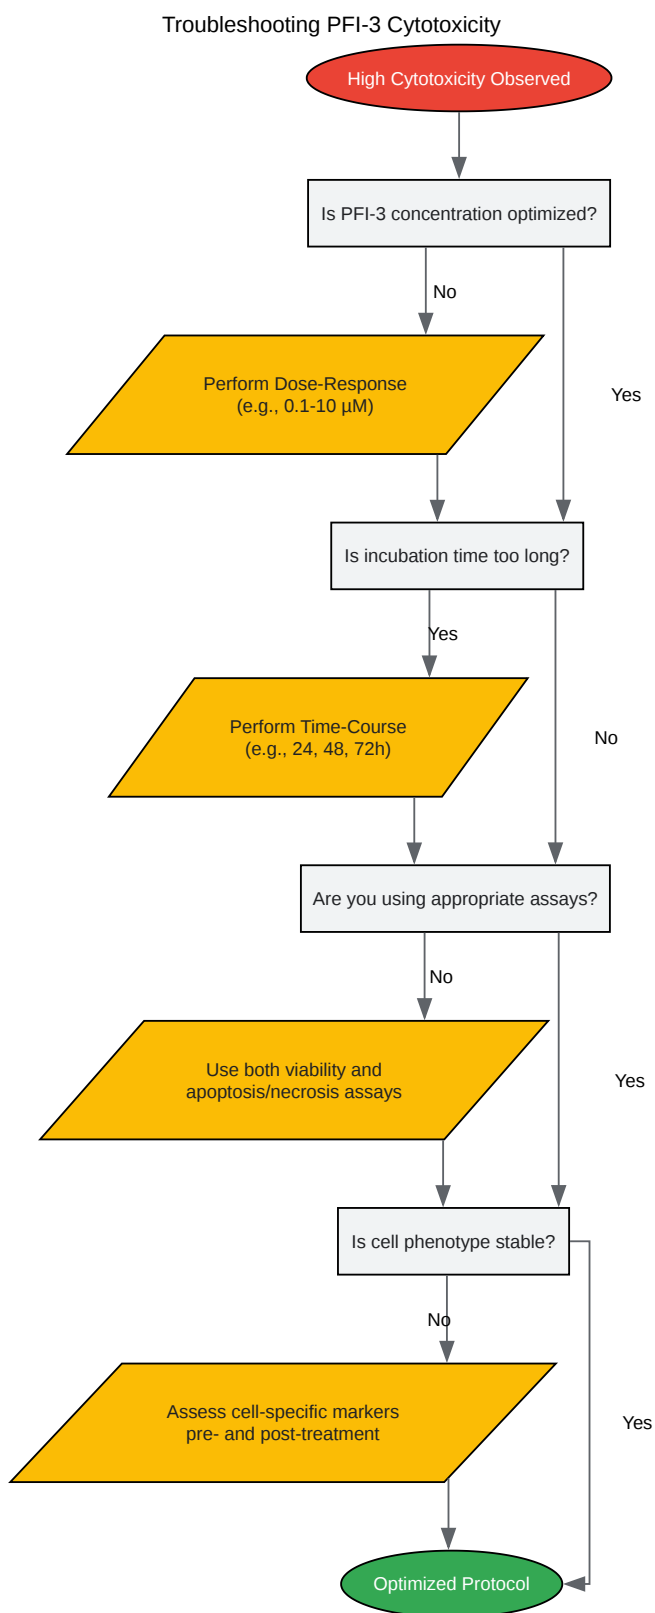 Troubleshooting PFI-3 Cytotoxicity
High Cytotoxicity Observed
Is PFI-3 concentration optimized?
No
Perform Dose-Response
(e.g., 0.1-10 µM)
Yes
Is incubation time too long?
Yes
Perform Time-Course
(e.g., 24, 48, 72h)
No
Are you using appropriate assays?
No
Use both viability and
apoptosis/necrosis assays
Yes
Is cell phenotype stable?
No
Assess cell-specific markers
pre- and post-treatment
Yes
Optimized Protocol